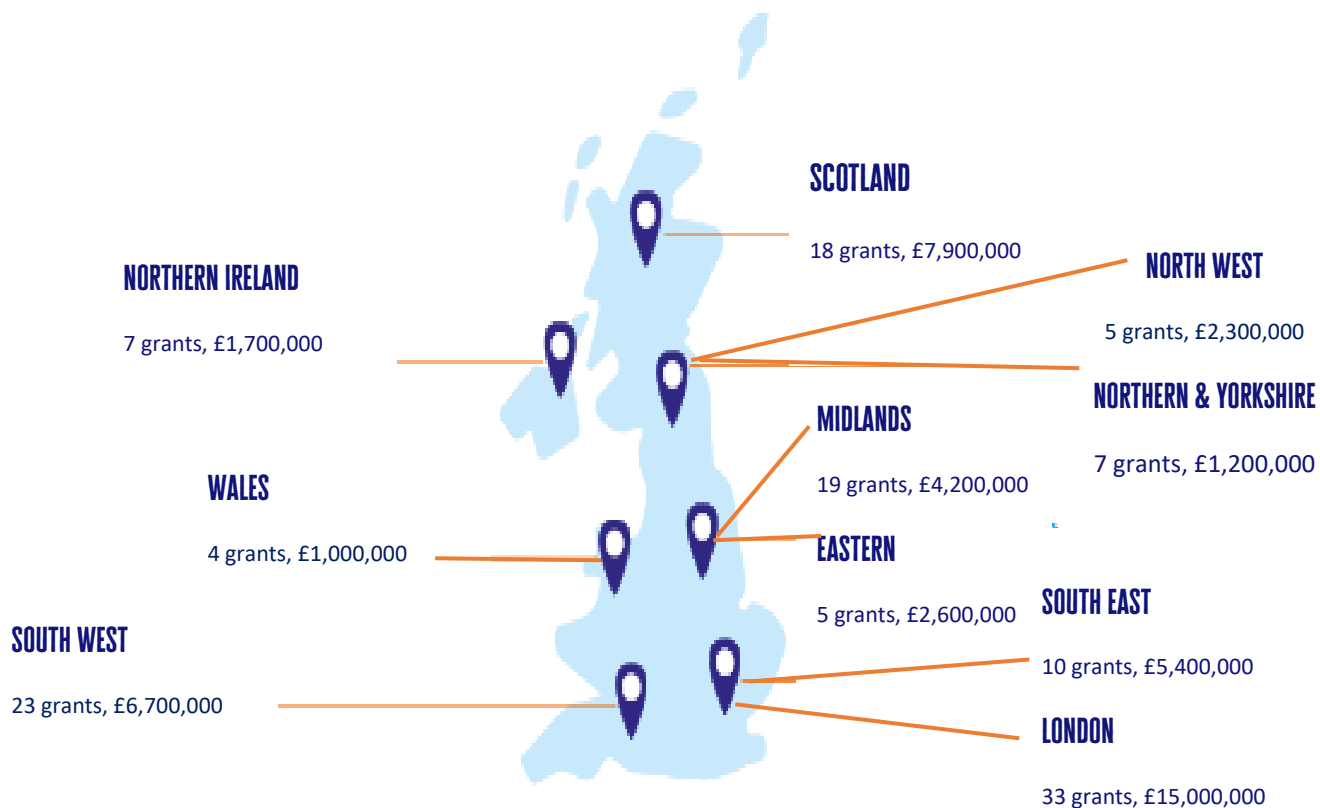 SCOTLAND
18 grants, £7,900,000
NORTH WEST
5 grants, £2,300,000
NORTHERN IRELAND
7 grants, £1,700,000
NORTHERN & YORKSHIRE
7 grants, £1,200,000
MIDLANDS
19 grants, £4,200,000
WALES
4 grants, £1,000,000
EASTERN
5 grants, £2,600,000
SOUTH EAST
10 grants, £5,400,000
SOUTH WEST
23 grants, £6,700,000
LONDON
33 grants, £15,000,000